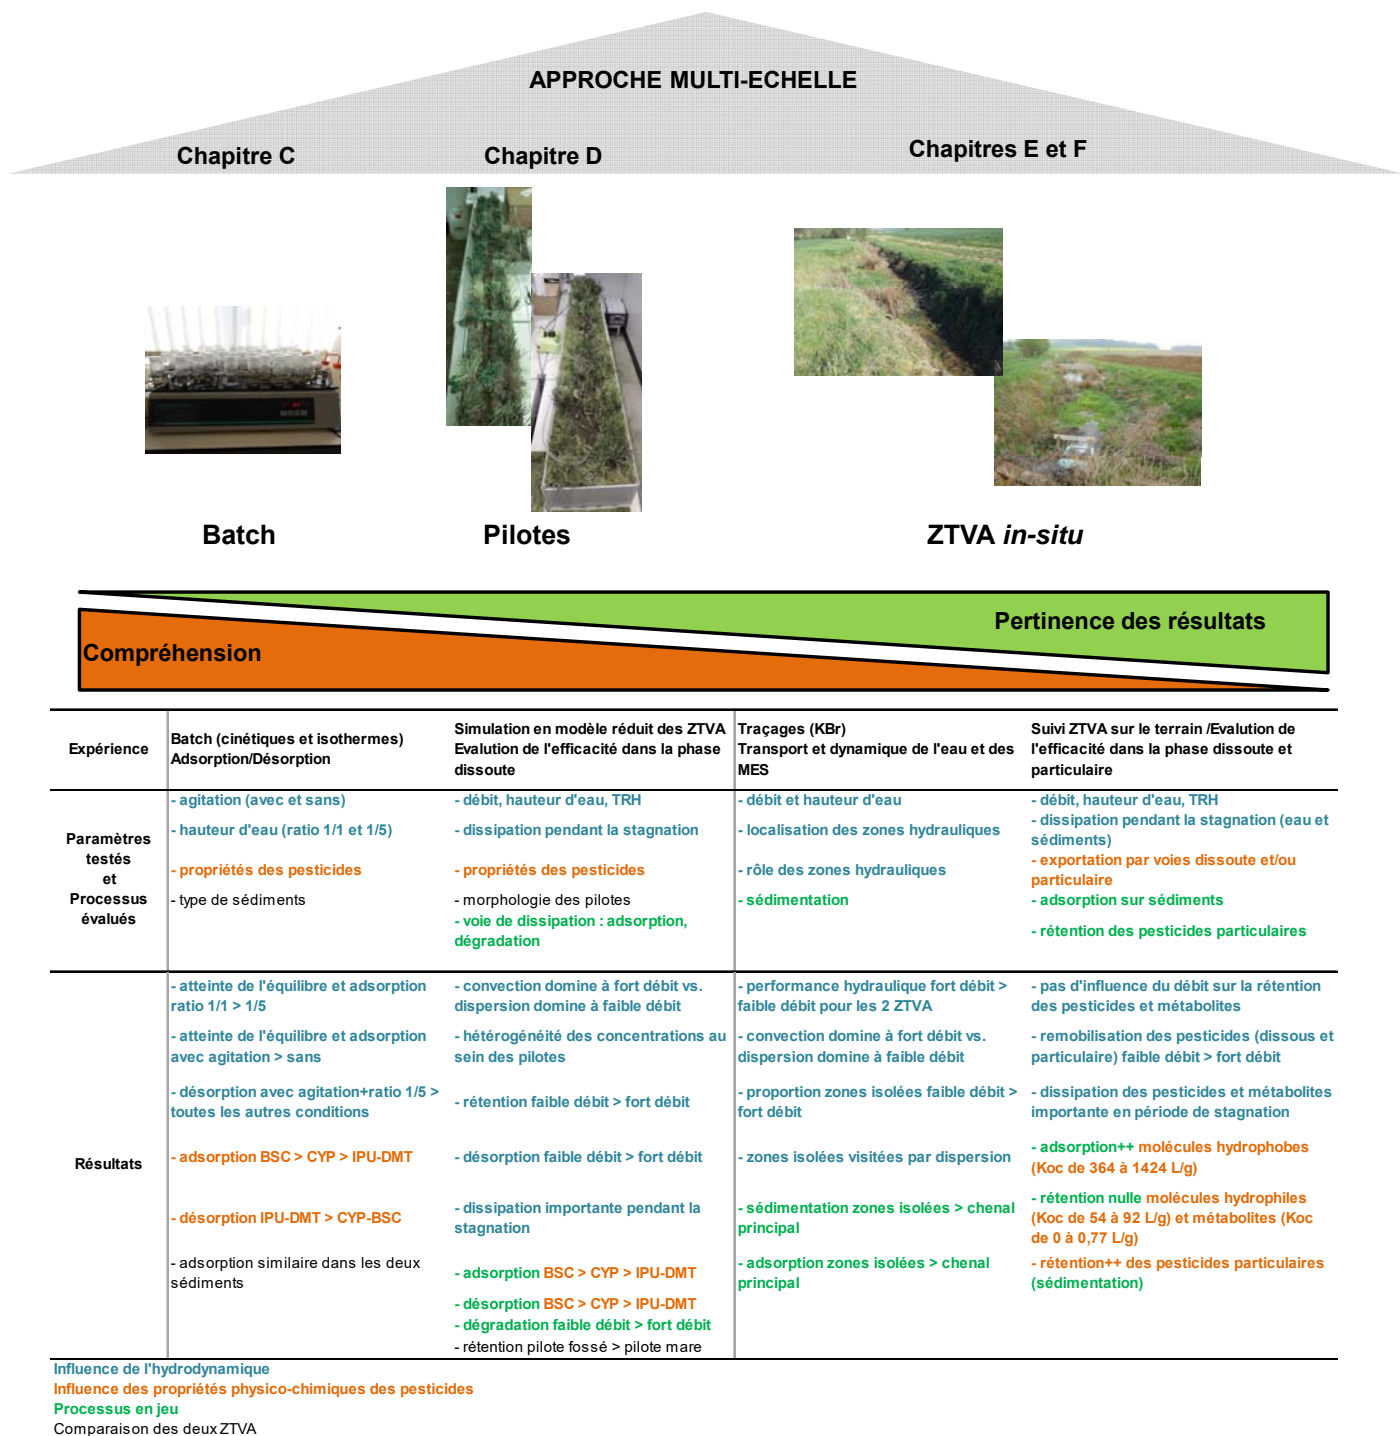 APPROCHE MULTI-ECHELLE
Chapitre C
Chapitre D
Chapitres E et F
Batch
Pilotes
ZTVA in-situ
Pertinence des résultats
Compréhension
Expérience
Batch (cinétiques et isothermes)
Adsorption/Désorption
Simulation en modèle réduit des ZTVA
Evalution de l'efficacité dans la phase
dissoute
Traçages (KBr)
Transport et dynamique de l'eau et des
MES
Suivi ZTVA sur le terrain /Evalution de
l'efficacité dans la phase dissoute et
particulaire
Paramètres
testés
et
Processus
évalués
- agitation (avec et sans)
- hauteur d'eau (ratio 1/1 et 1/5)
- propriétés des pesticides
- type de sédiments
- débit, hauteur d'eau, TRH
- dissipation pendant la stagnation
- propriétés des pesticides
- morphologie des pilotes
- voie de dissipation : adsorption,
dégradation
- débit et hauteur d'eau
- localisation des zones hydrauliques
- rôle des zones hydrauliques
- sédimentation
- débit, hauteur d'eau, TRH
- dissipation pendant la stagnation (eau et
sédiments)
- exportation par voies dissoute et/ou
particulaire
- adsorption sur sédiments
- rétention des pesticides particulaires
Résultats
- atteinte de l'équilibre et adsorption
ratio 1/1 > 1/5
- atteinte de l'équilibre et adsorption
avec agitation > sans
- désorption avec agitation+ratio 1/5 >
toutes les autres conditions
- adsorption BSC > CYP > IPU-DMT
- désorption IPU-DMT > CYP-BSC
- adsorption similaire dans les deux
sédiments
- convection domine à fort débit vs.
dispersion domine à faible débit
- hétérogénéité des concentrations au
sein des pilotes
- rétention faible débit > fort débit
- désorption faible débit > fort débit
- dissipation importante pendant la
stagnation
- adsorption BSC > CYP > IPU-DMT
- désorption BSC > CYP > IPU-DMT
- dégradation faible débit > fort débit
- rétention pilote fossé > pilote mare
- performance hydraulique fort débit >
faible débit pour les 2 ZTVA
- convection domine à fort débit vs.
dispersion domine à faible débit
- proportion zones isolées faible débit >
fort débit
- zones isolées visitées par dispersion
- sédimentation zones isolées > chenal
principal
- adsorption zones isolées > chenal
principal
- pas d'influence du débit sur la rétention
des pesticides et métabolites
- remobilisation des pesticides (dissous et
particulaire) faible débit > fort débit
- dissipation des pesticides et métabolites
importante en période de stagnation
- adsorption++ molécules hydrophobes
(Koc de 364 à 1424 L/g)
- rétention nulle molécules hydrophiles
(Koc de 54 à 92 L/g) et métabolites (Koc
de 0 à 0,77 L/g)
- rétention++ des pesticides particulaires
(sédimentation)
Influence de l'hydrodynamique
Influence des propriétés physico-chimiques des pesticides
Processus en jeu
Comparaison des deux ZTVA